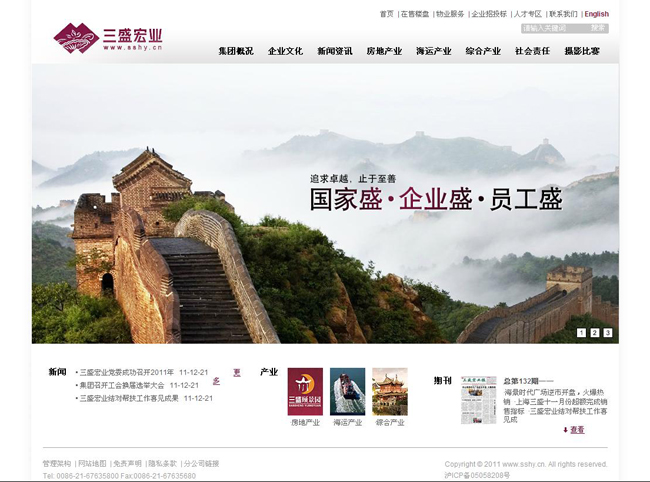 首页 | 在售楼盘 | 物业服务 | 企业招投标 | 人才专区 | 联系我们 | English
三盛宏业
www.sshy.cn
请输入关键词 搜索
集团概况 企业文化 新闻资讯 房地产业 海运产业 综合产业 社会责任 摄影比赛
追求卓越，止于至善
国家盛·企业盛·员工盛
1 2 3
新闻
• 三盛宏业党委成功召开2011年 11-12-21
• 集团召开工会换届选举大会 11-12-21
• 三盛宏业结对帮扶工作喜见成果 11-12-21
更多
产业
三盛颐景园
房地产业 海运产业 综合产业
期刊
总第132期——
海景时代广场逆市开盘，火爆热
销 ·上海三盛十一月份超额完成销
售指标 ·三盛宏业结对帮扶工作喜
见成
查看
管理架构 | 网站地图 | 免责声明 | 隐私条款 | 分公司链接
Tel: 0086-21-67635800 Fax:0086-21-67635680
Copyright © 2011 www.sshy.cn. All rights reserved.
沪ICP备05058208号